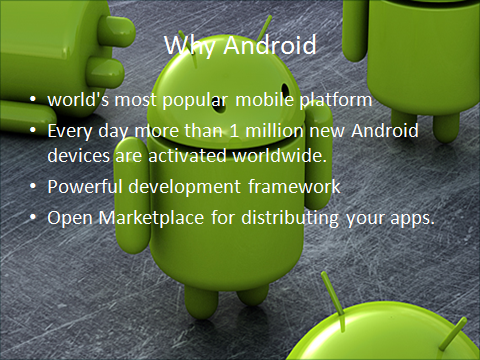 Why Android
• world's most popular mobile platform
• Every day more than 1 million new Android
devices are activated worldwide.
• Powerful development framework
• Open Marketplace for distributing your apps.